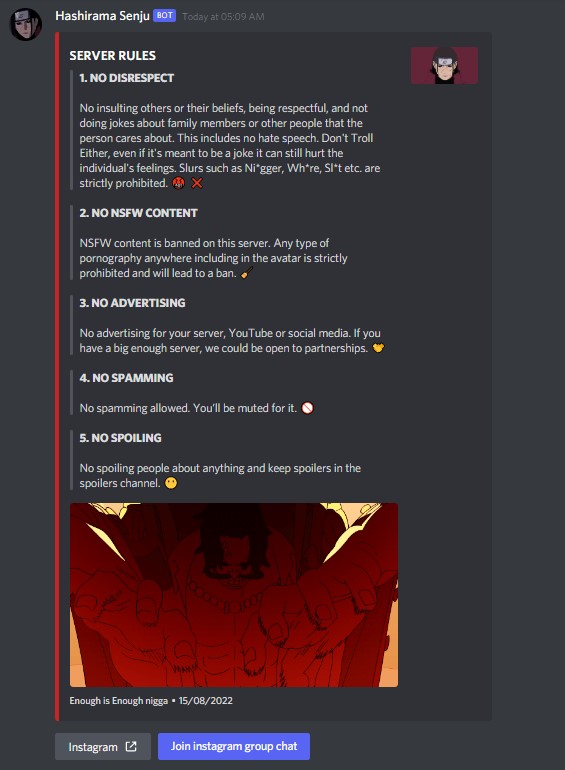 Hashirama Senju BOT Today at 05:09 AM
SERVER RULES
1. NO DISRESPECT
No insulting others or their beliefs, being respectful, and not
doing jokes about family members or other people that the
person cares about. This includes no hate speech. Don't Troll
Either, even if it's meant to be a joke it can still hurt the
individual's feelings. Slurs such as Ni*gger, Wh*re, Sl*t etc. are
strictly prohibited.
2. NO NSFW CONTENT
NSFW content is banned on this server. Any type of
pornography anywhere including in the avatar is strictly
prohibited and will lead to a ban.
3. NO ADVERTISING
No advertising for your server, YouTube or social media. If you
have a big enough server, we could be open to partnerships.
4. NO SPAMMING
No spamming allowed. You'll be muted for it.
5. NO SPOILING
No spoiling people about anything and keep spoilers in the
spoilers channel.
Enough is Enough nigga • 15/08/2022
Instagram
Join instagram group chat